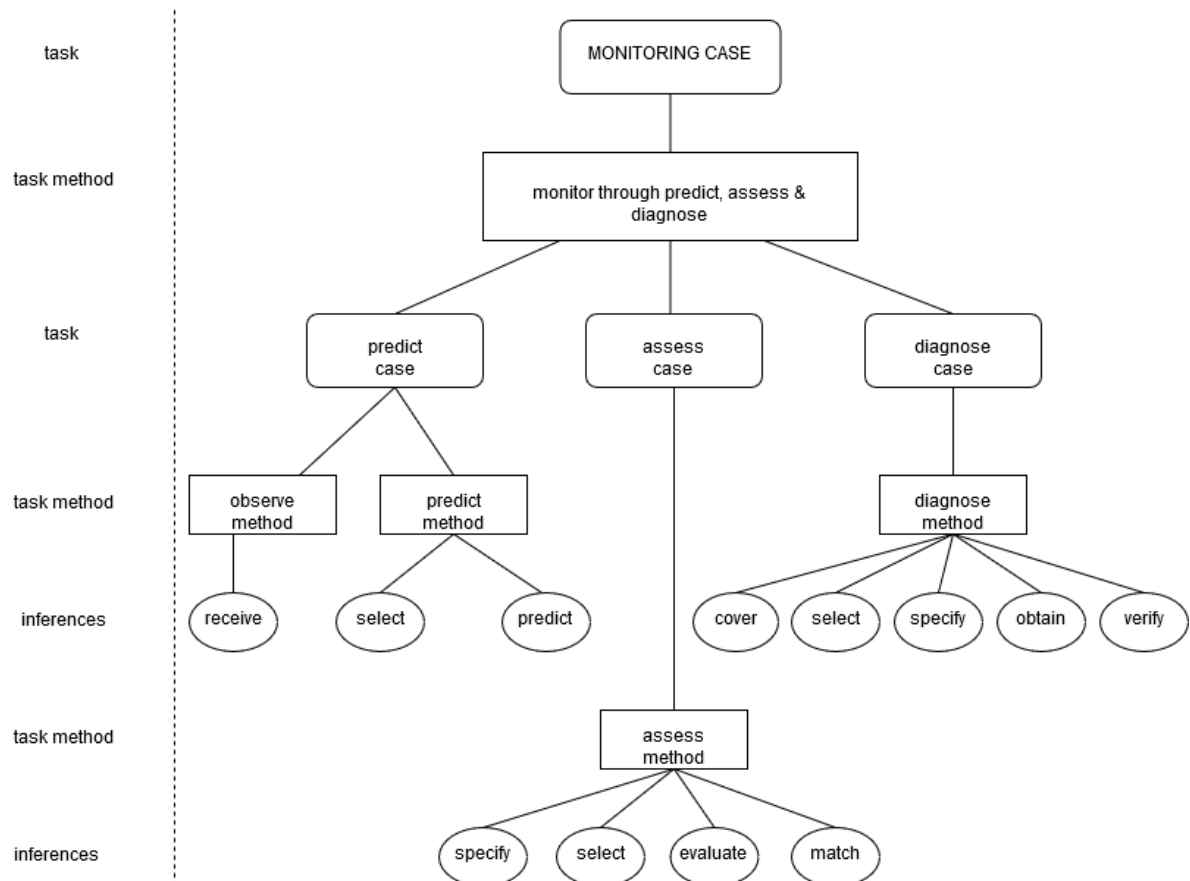 task
MONITORING CASE
task method
monitor through predict, assess &
diagnose
task
predict
case
assess
case
diagnose
case
task method
observe
method
predict
method
diagnose
method
inferences
receive
select
predict
cover
select
specify
obtain
verify
task method
assess
method
inferences
specify
select
evaluate
match